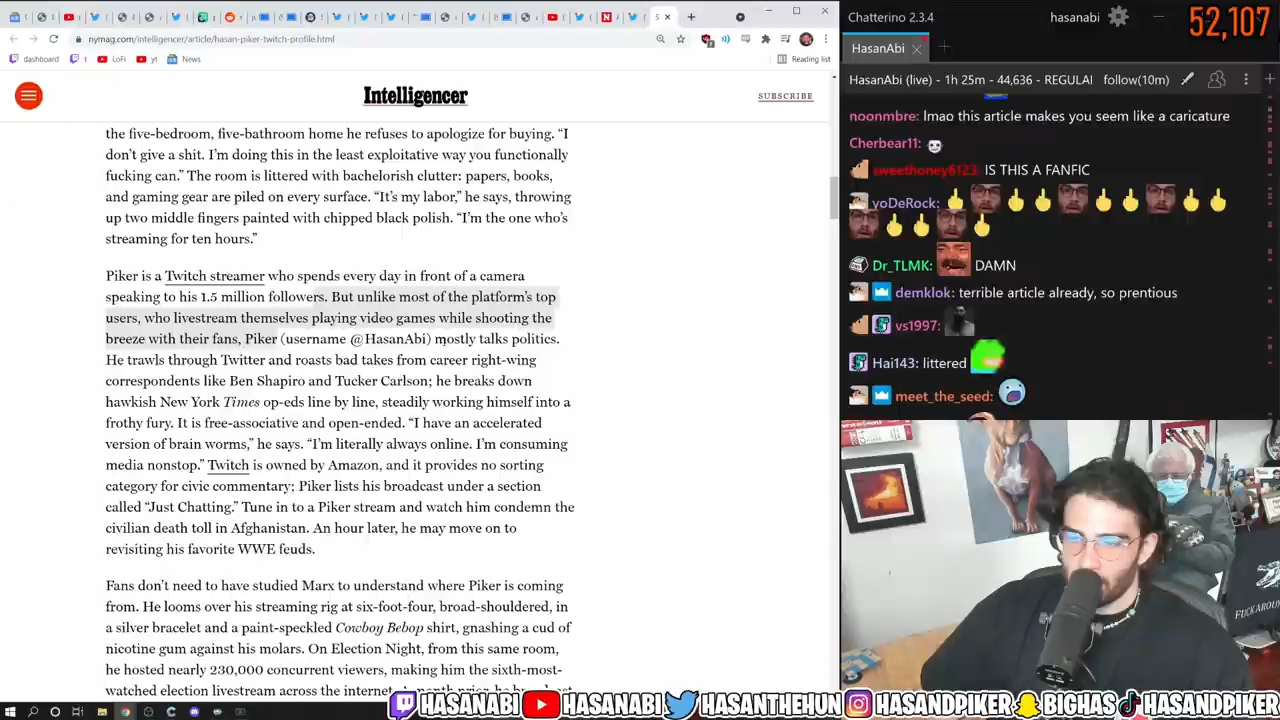 nymag.com/intelligencer/article/hasan-piker-twitch-profile.html
dashboard
t
LoFi
yt
News
Reading list
Intelligencer
SUBSCRIBE
the five-bedroom, five-bathroom home he refuses to apologize for buying. “I
don’t give a shit. I’m doing this in the least exploitative way you functionally
fucking can.” The room is littered with bachelorish clutter: papers, books,
and gaming gear are piled on every surface. “It’s my labor,” he says, throwing
up two middle fingers painted with chipped black polish. “I’m the one who’s
streaming for ten hours.”
Piker is a Twitch streamer who spends every day in front of a camera
speaking to his 1.5 million followers. But unlike most of the platform’s top
users, who livestream themselves playing video games while shooting the
breeze with their fans, Piker (username @HasanAbi) mostly talks politics.
He trawls through Twitter and roasts bad takes from career right-wing
correspondents like Ben Shapiro and Tucker Carlson; he breaks down
hawkish New York Times op-eds line by line, steadily working himself into a
frothy fury. It is free-associative and open-ended. “I have an accelerated
version of brain worms,” he says. “I’m literally always online. I’m consuming
media nonstop.” Twitch is owned by Amazon, and it provides no sorting
category for civic commentary; Piker lists his broadcast under a section
called “Just Chatting.” Tune in to a Piker stream and watch him condemn the
civilian death toll in Afghanistan. An hour later, he may move on to
revisiting his favorite WWE feuds.
Fans don’t need to have studied Marx to understand where Piker is coming
from. He looms over his streaming rig at six-foot-four, broad-shouldered, in
a silver bracelet and a paint-speckled Cowboy Bebop shirt, gnashing a cud of
nicotine gum against his molars. On Election Night, from this same room,
he hosted nearly 230,000 concurrent viewers, making him the sixth-most-
watched election livestream across the internet.
Chatterino 2.3.4
hasanabi
52,107
HasanAbi
HasanAbi (live) - 1h 25m - 44,636 - REGULAI
follow(10m)
noonmbre: lmao this article makes you seem like a caricature
Cherbear11:
sweethoney6123: IS THIS A FANFIC
yoDeRock:
Dr_TLMK: DAMN
demklok: terrible article already, so prentious
vs1997:
Hai143: littered
meet_the_seed:
FUCK AROUND
HASANABI HASANABI HASANTHEHUN HASANDPIKER BIGHAS HASANDPIKER